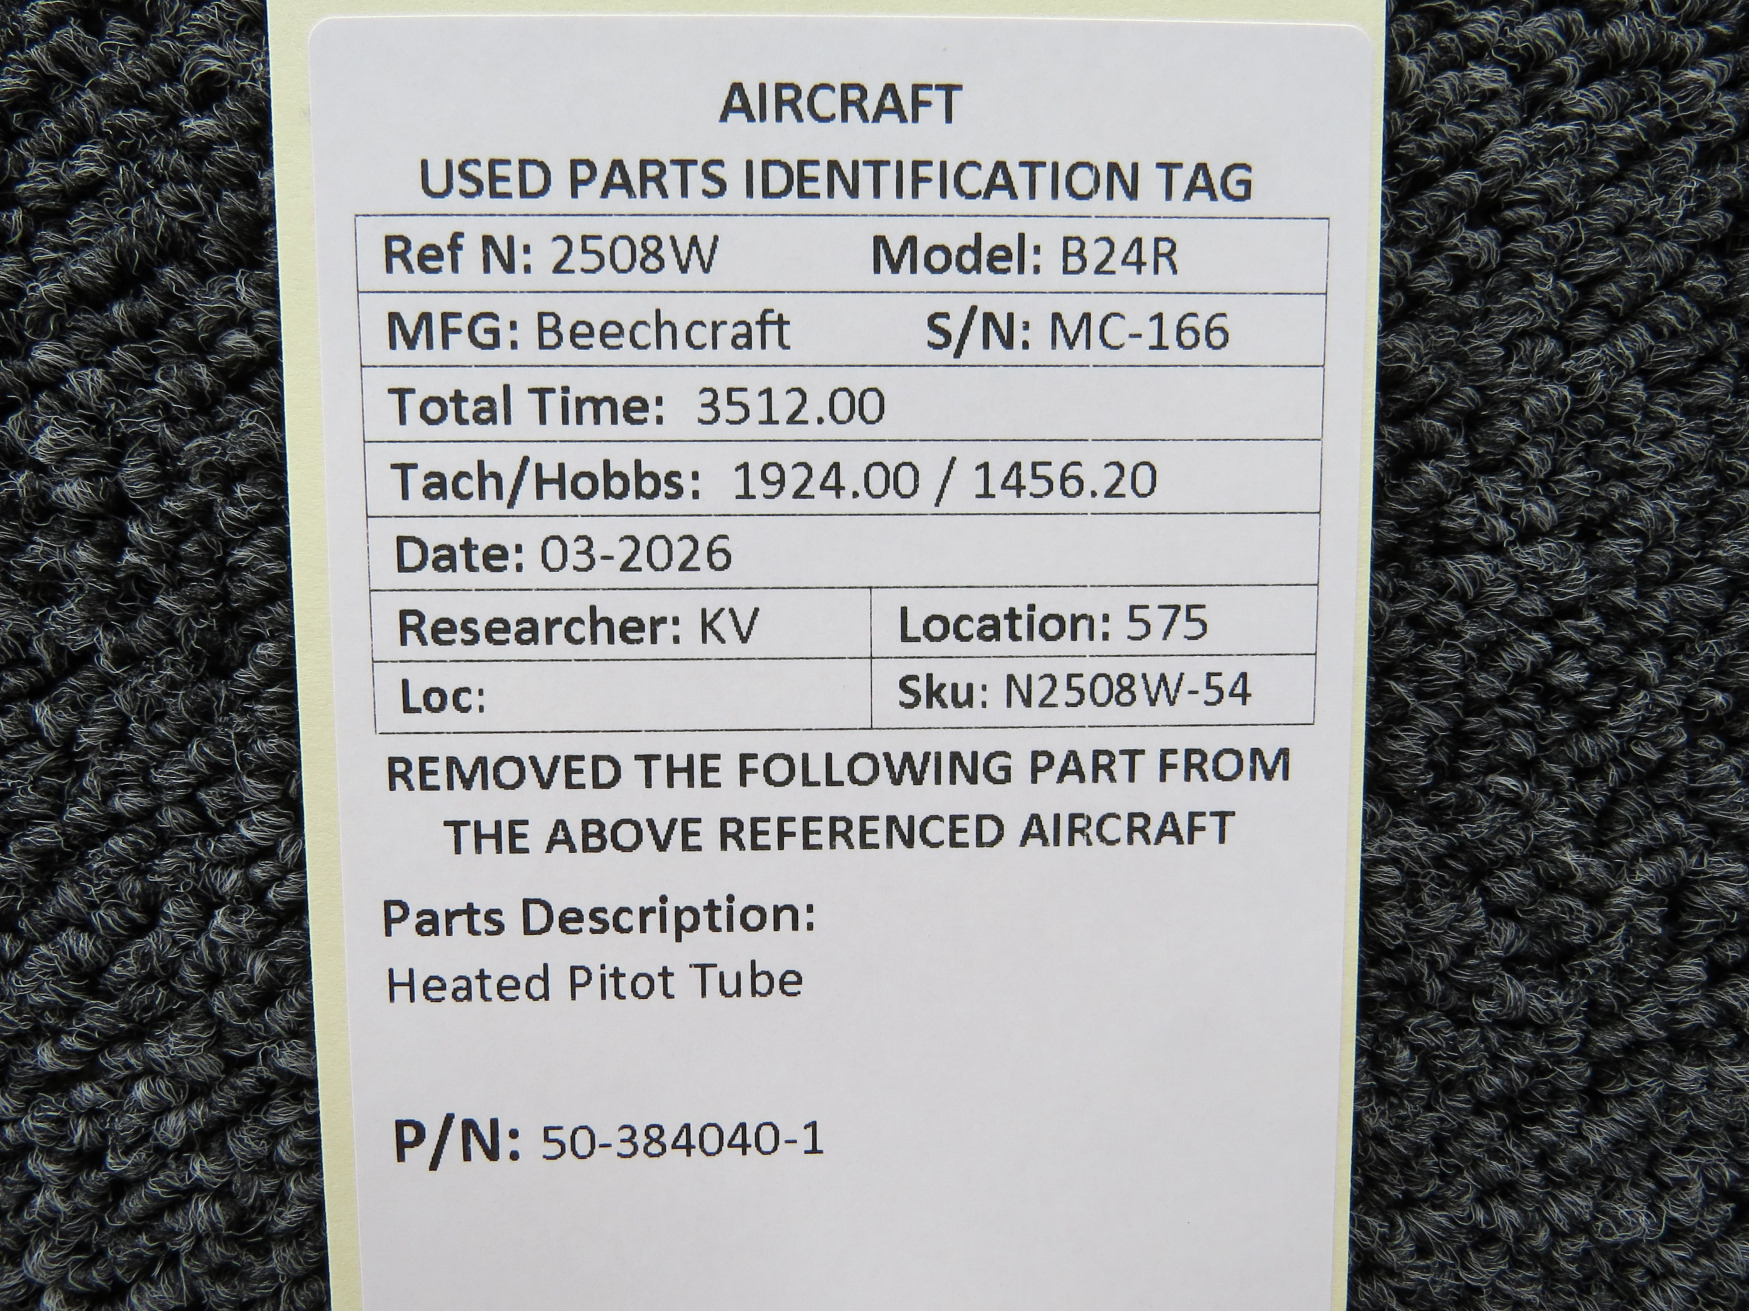 AIRCRAFT
USED PARTS IDENTIFICATION TAG
Ref N: 2508W Model: B24R
MFG: Beechcraft S/N: MC-166
Total Time: 3512.00
Tach/Hobbs: 1924.00 / 1456.20
Date: 03-2026
Researcher: KV Location: 575
Loc: Sku: N2508W-54
REMOVED THE FOLLOWING PART FROM
THE ABOVE REFERENCED AIRCRAFT
Parts Description:
Heated Pitot Tube
P/N: 50-384040-1